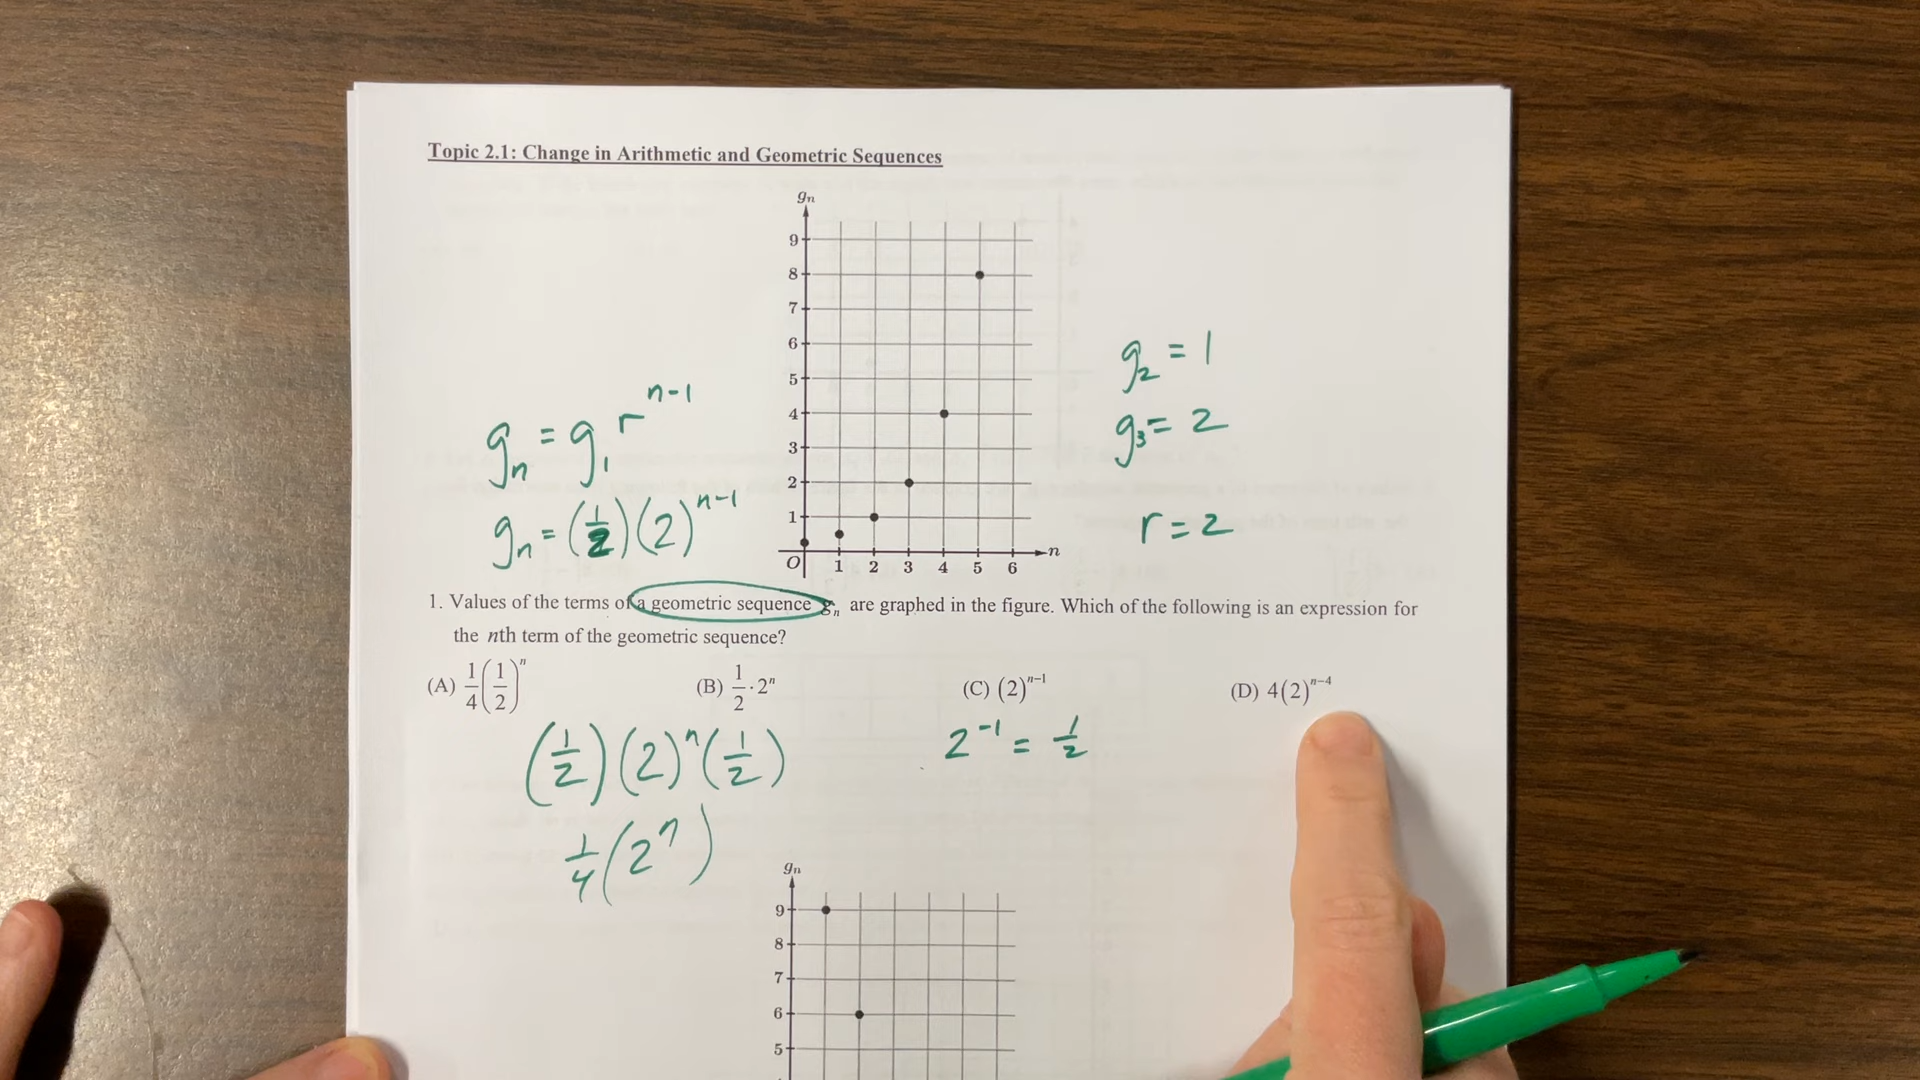 Topic 2.1: Change in Arithmetic and Geometric Sequences
gₙ
9
8
7
6
5
4
3
2
1
O 1 2 3 4 5 6 n
g₂ = 1
g₃ = 2
r = 2
gₙ = g₁ rⁿ⁻¹
gₙ = (1/2)(2)ⁿ⁻¹
1. Values of the terms of a geometric sequence gₙ are graphed in the figure. Which of the following is an expression for
the nth term of the geometric sequence?
(A) 1/4(1/2)ⁿ (B) 1/2 · 2ⁿ (C) (2)ⁿ⁻¹ (D) 4(2)ⁿ⁻⁴
(1/2)(2)ⁿ(1/2) 2⁻¹ = 1/2
1/4(2ⁿ)
gₙ
9
8
7
6
5